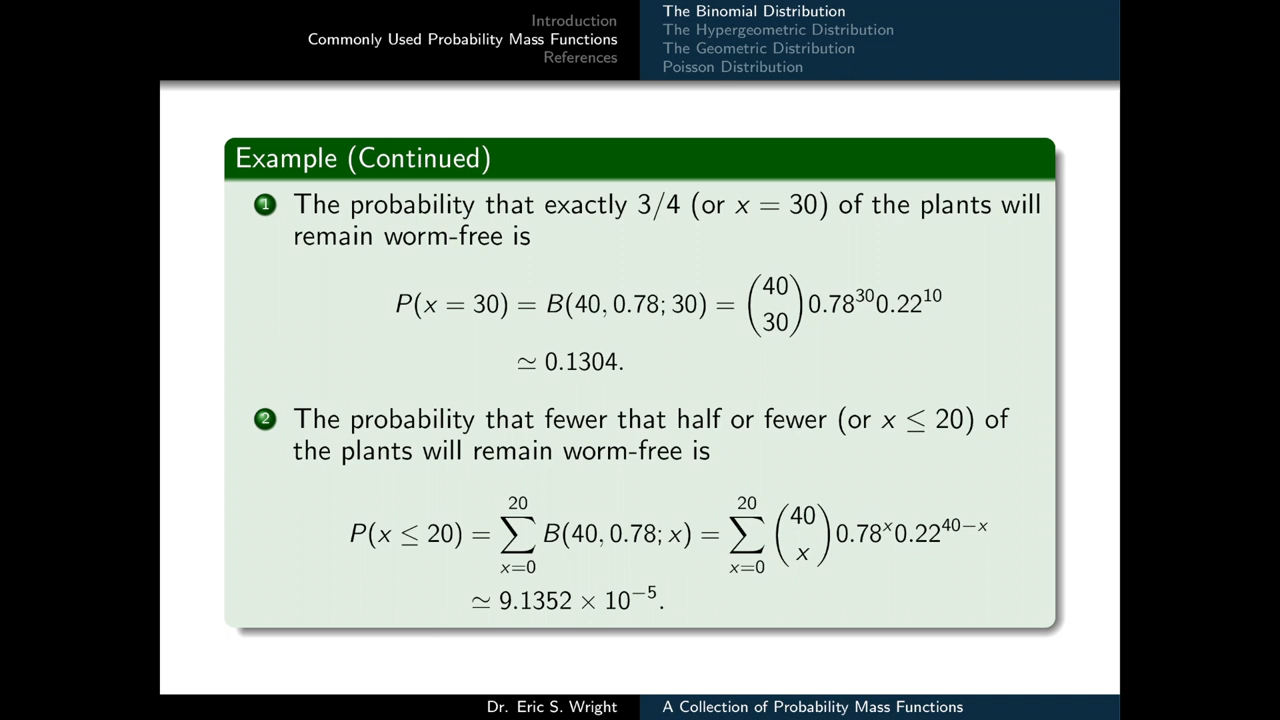 Introduction
Commonly Used Probability Mass Functions
References
The Binomial Distribution
The Hypergeometric Distribution
The Geometric Distribution
Poisson Distribution
Example (Continued)
1 The probability that exactly 3/4 (or x = 30) of the plants will
remain worm-free is
P(x = 30) = B(40, 0.78; 30) = \binom{40}{30} 0.78^{30} 0.22^{10}
≃ 0.1304.
2 The probability that fewer that half or fewer (or x ≤ 20) of
the plants will remain worm-free is
P(x ≤ 20) = \sum_{x=0}^{20} B(40, 0.78; x) = \sum_{x=0}^{20} \binom{40}{x} 0.78^{x} 0.22^{40−x}
≃ 9.1352 × 10^{−5}.
Dr. Eric S. Wright
A Collection of Probability Mass Functions